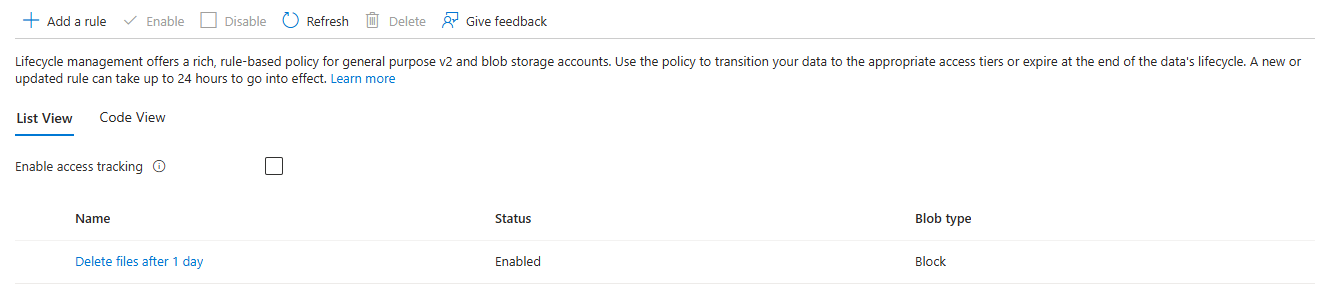 Add a rule Enable Disable Refresh Delete Give feedback
Lifecycle management offers a rich, rule-based policy for general purpose v2 and blob storage accounts. Use the policy to transition your data to the appropriate access tiers or expire at the end of the data's lifecycle. A new or
updated rule can take up to 24 hours to go into effect. Learn more
List View Code View
Enable access tracking
Name Status Blob type
Delete files after 1 day Enabled Block